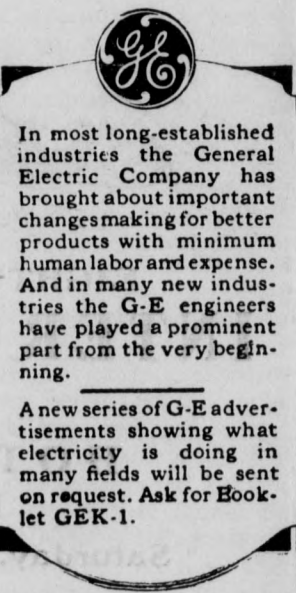 GE
In most long-established
industries the General
Electric Company has
brought about important
changes making for better
products with minimum
human labor and expense.
And in many new indus-
tries the G-E engineers
have played a prominent
part from the very begin-
ning.
A new series of G-E adver-
tisements showing what
electricity is doing in
many fields will be sent
on request. Ask for Book-
let GEK-1.